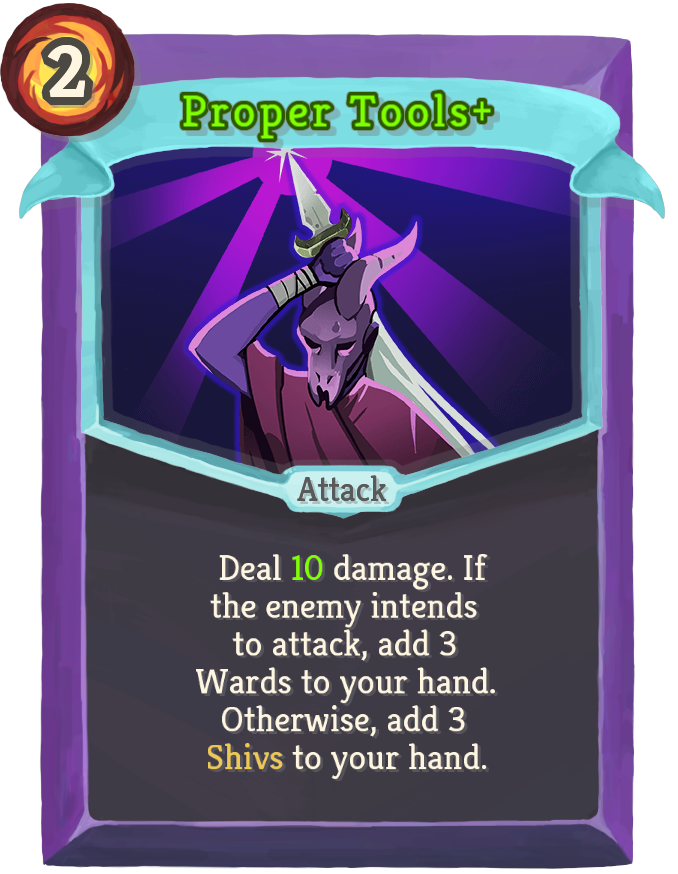 2
Proper Tools+
Attack
Deal 10 damage. If
the enemy intends
to attack, add 3
Wards to your hand.
Otherwise, add 3
Shivs to your hand.